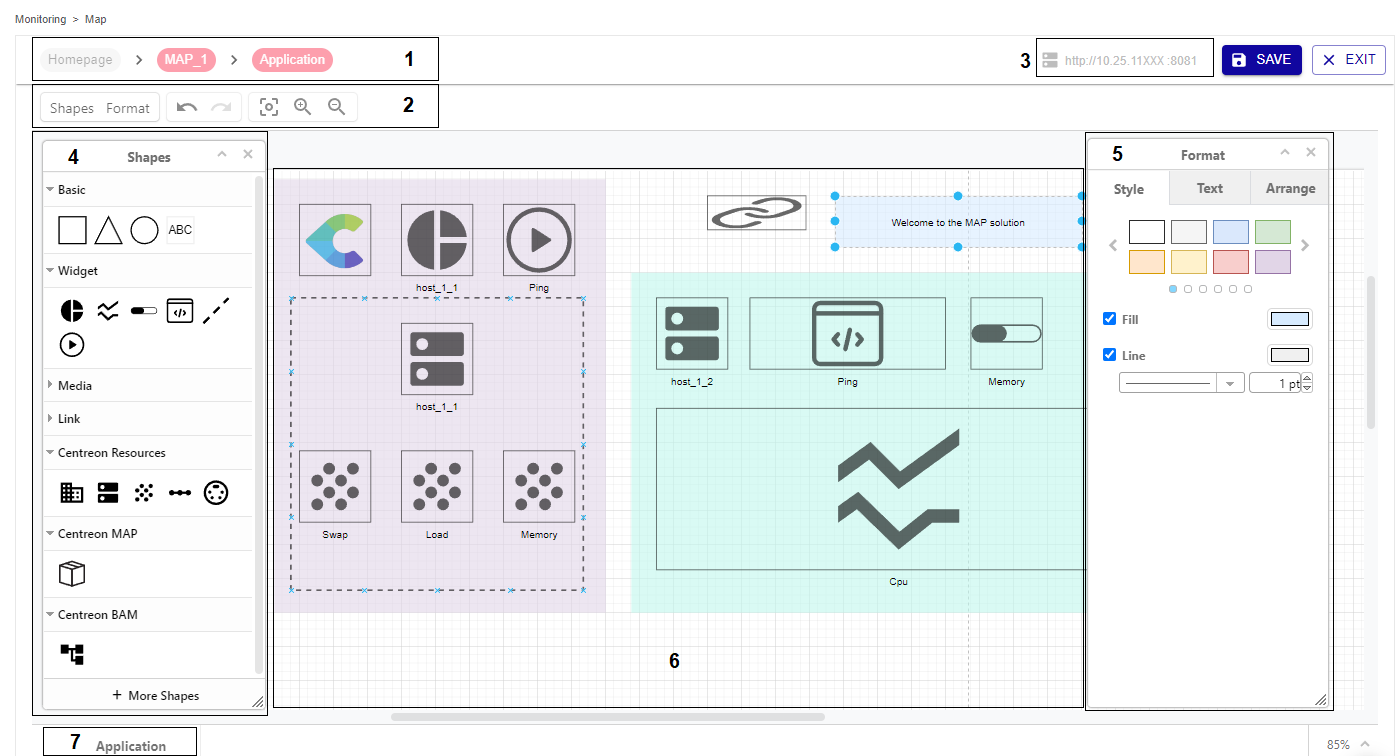 Monitoring > Map
Homepage > MAP_1 > Application 1
3 http://10.25.11XXX :8081 SAVE EXIT
Shapes Format 2
4 Shapes
Basic
ABC
Widget
Media
Link
Centreon Resources
Centreon MAP
Centreon BAM
+ More Shapes
host_1_1 Ping
host_1_1
Swap Load Memory
Welcome to the MAP solution
host_1_2 Ping Memory
Cpu
6
5 Format
Style Text Arrange
Fill
Line
1 pt
7 Application
85%